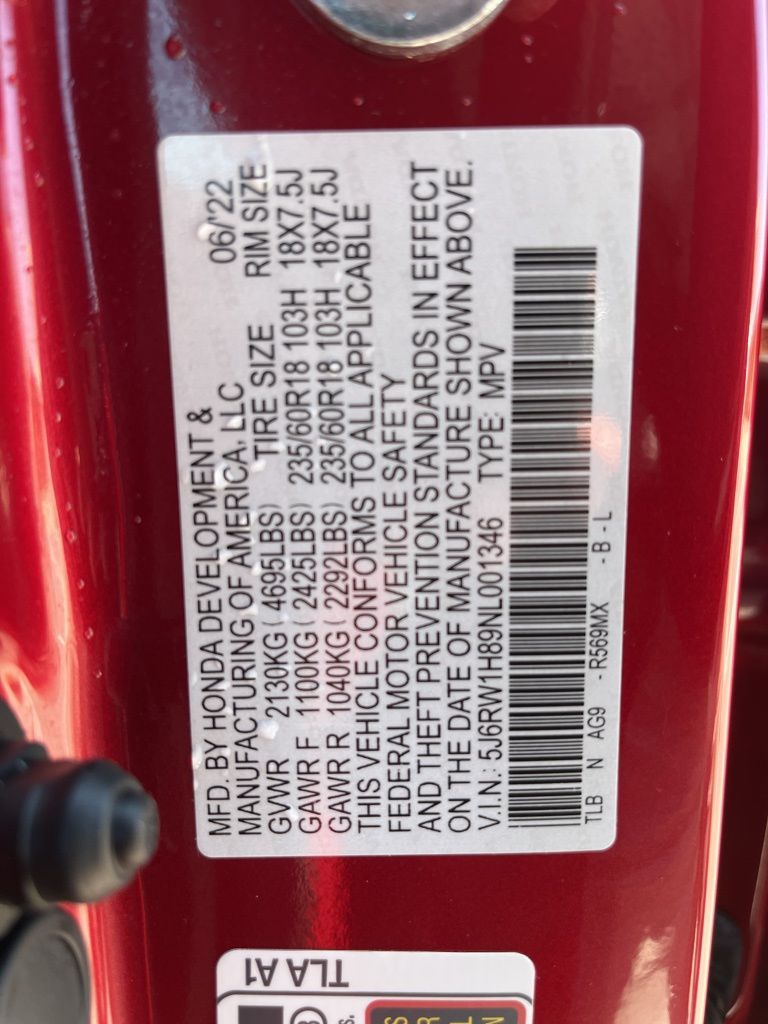 MFD. BY HONDA DEVELOPMENT & 06/'22
MANUFACTURING OF AMERICA, LLC
GVWR 2130KG ( 4695LBS) TIRE SIZE RIM SIZE
GAWR F 1100KG ( 2425LBS) 235/60R18 103H 18X7.5J
GAWR R 1040KG ( 2292LBS) 235/60R18 103H 18X7.5J
THIS VEHICLE CONFORMS TO ALL APPLICABLE
FEDERAL MOTOR VEHICLE SAFETY
AND THEFT PREVENTION STANDARDS IN EFFECT
ON THE DATE OF MANUFACTURE SHOWN ABOVE.
V.I.N.: 5J6RW1H89NL001346 TYPE: MPV
TLB N AG9 - R569MX - B - L
TLA A1